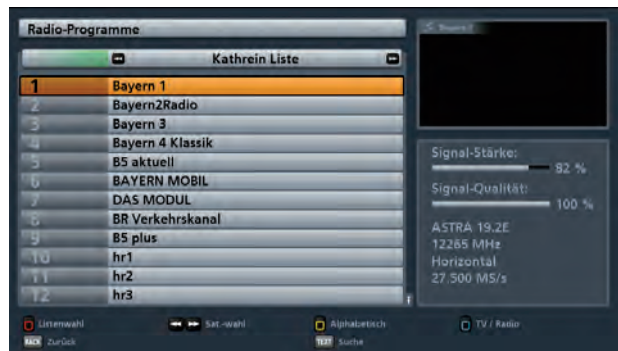 Radio-Programme
Kathrein Liste
1 Bayern 1
2 Bayern2Radio
3 Bayern 3
4 Bayern 4 Klassik
5 B5 aktuell
6 BAYERN MOBIL
7 DAS MODUL
8 BR Verkehrskanal
9 B5 plus
10 hr1
11 hr2
12 hr3
Signal-Stärke:
82 %
Signal-Qualität:
100 %
ASTRA 19.2E
12265 MHz
Horizontal
27.500 MS/s
Listenwahl
Sat.-wahl
Alphabetisch
TV / Radio
BACK Zurück
TEXT Suche